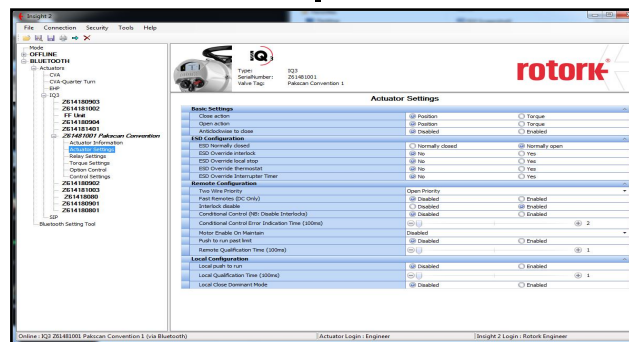 Insight 2
File Connection Security Tools Help
Mode
OFFLINE
BLUETOOTH
Actuators
CVA
CVA-Quarter Turn
EHP
IQ3
Z614180903
Z614181002
FF Unit
Z614180904
Z614181401
Z61481001 Pakscan Convention
Actuator Information
Actuator Settings
Relay Settings
Torque Settings
Option Control
Control Settings
Z614180902
Z614181003
Z61418080
Z614180901
Z614180801
SIP
Bluetooth Setting Tool
IQ3
Type: IQ3
SerialNumber: Z61481001
Valve Tag: Pakscan Convention 1
rotork
Actuator Settings
Basic Settings
Close action Position Torque
Open action Position Torque
Anticlockwise to close Disabled Enabled
ESD Configuration
ESD Normally closed Normally closed Normally open
ESD Override interlock No Yes
ESD Override local stop No Yes
ESD Override thermostat No Yes
ESD Override Interrupter Timer No Yes
Remote Configuration
Two Wire Priority Open Priority
Fast Remotes (DC Only) Disabled Enabled
Interlock disable Disabled Enabled
Conditional Control (NB: Disable Interlocks) Disabled Enabled
Conditional Control Error Indication Time (100ms) 2
Motor Enable On Maintain Disabled
Push to run past limit Disabled Enabled
Remote Qualification Time (100ms) 1
Local Configuration
Local push to run Disabled Enabled
Local Qualification Time (100ms) 1
Local Close Dominant Mode Disabled Enabled
Online : IQ3 Z61481001 Pakscan Convention 1 (via Bluetooth) Actuator Login : Engineer Insight 2 Login : Rotork Engineer